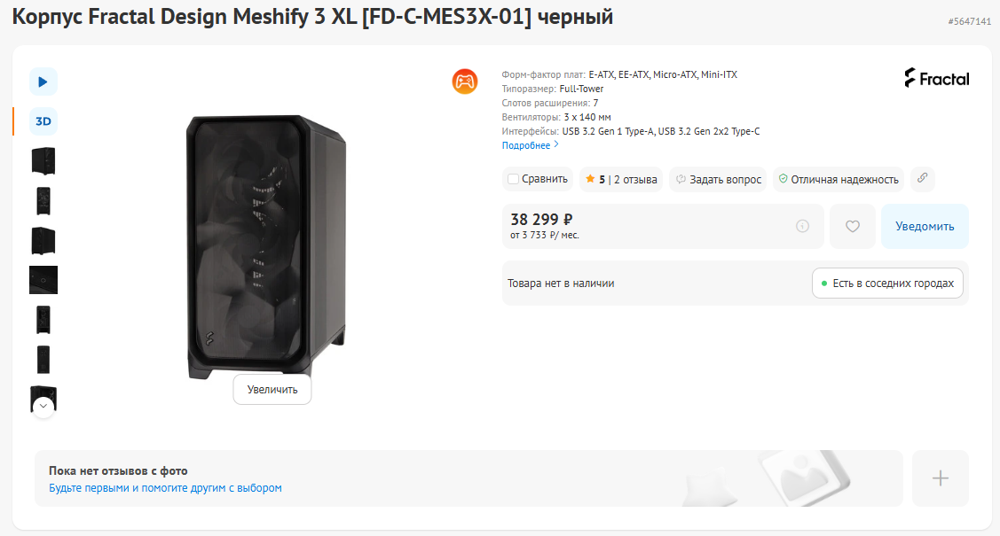 Корпус Fractal Design Meshify 3 XL [FD-C-MES3X-01] черный
#5647141
3D
Форм-фактор плат: E-ATX, EE-ATX, Micro-ATX, Mini-ITX
Типоразмер: Full-Tower
Слотов расширения: 7
Вентиляторы: 3 x 140 мм
Интерфейсы: USB 3.2 Gen 1 Type-A, USB 3.2 Gen 2x2 Type-C
Подробнее
Fractal
Сравнить
5 | 2 отзыва
Задать вопрос
Отличная надежность
38 299 ₽
от 3 733 ₽/ мес.
Уведомить
Товара нет в наличии
Есть в соседних городах
Увеличить
Пока нет отзывов с фото
Будьте первыми и помогите другим с выбором